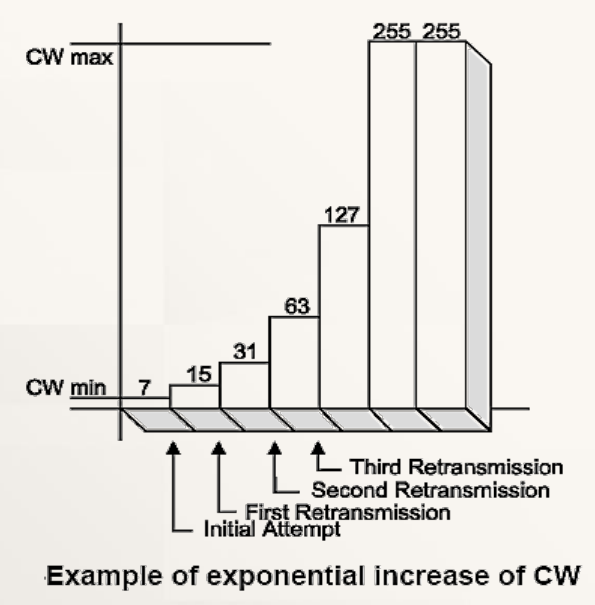 255 255
CW max
127
63
31
15
CW min 7
Third Retransmission
Second Retransmission
First Retransmission
Initial Attempt
Example of exponential increase of CW